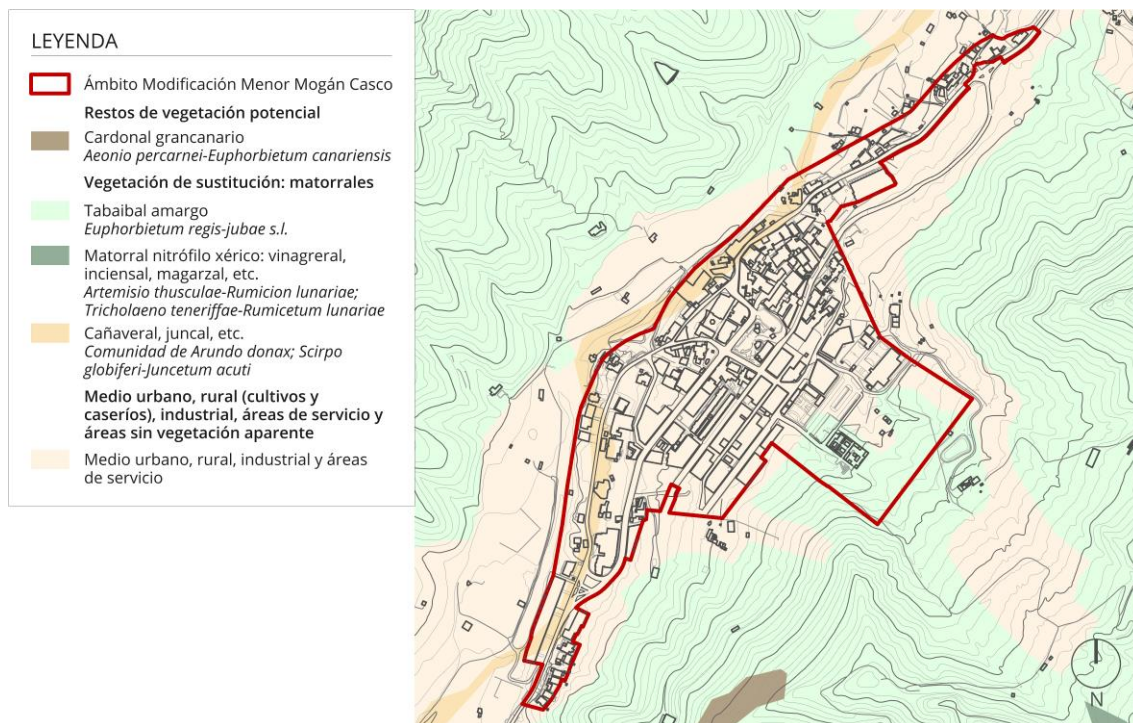 LEYENDA
Ámbito Modificación Menor Mogán Casco
Restos de vegetación potencial
Cardonal grancanario
Aeonio percarnei-Euphorbietum canariensis
Vegetación de sustitución: matorrales
Tabaibal amargo
Euphorbietum regis-jubae s.l.
Matorral nitrófilo xérico: vinagreral,
inciensal, magarzal, etc.
Artemisio thusculae-Rumicion lunariae;
Tricholaeno teneriffae-Rumicetum lunariae
Cañaveral, juncal, etc.
Comunidad de Arundo donax; Scirpo
globiferi-Juncetum acuti
Medio urbano, rural (cultivos y
caseríos), industrial, áreas de servicio y
áreas sin vegetación aparente
Medio urbano, rural, industrial y áreas
de servicio
N